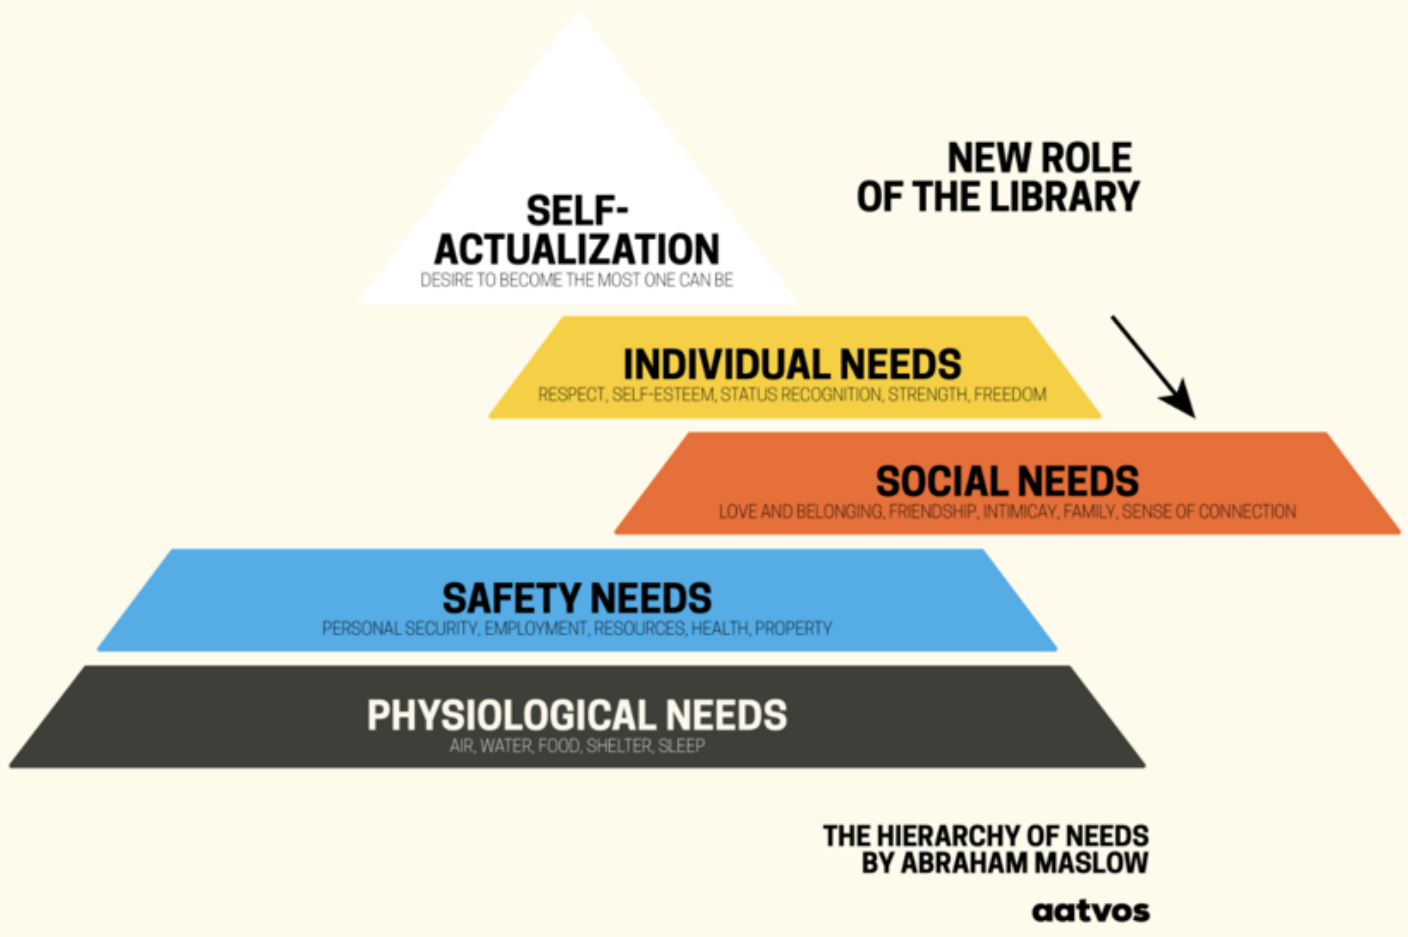 SELF-
ACTUALIZATION
DESIRE TO BECOME THE MOST ONE CAN BE
NEW ROLE
OF THE LIBRARY
INDIVIDUAL NEEDS
RESPECT, SELF-ESTEEM, STATUS RECOGNITION, STRENGTH, FREEDOM
SOCIAL NEEDS
LOVE AND BELONGING, FRIENDSHIP, INTIMICAY, FAMILY, SENSE OF CONNECTION
SAFETY NEEDS
PERSONAL SECURITY, EMPLOYMENT, RESOURCES, HEALTH, PROPERTY
PHYSIOLOGICAL NEEDS
AIR, WATER, FOOD, SHELTER, SLEEP
THE HIERARCHY OF NEEDS
BY ABRAHAM MASLOW
aatvos